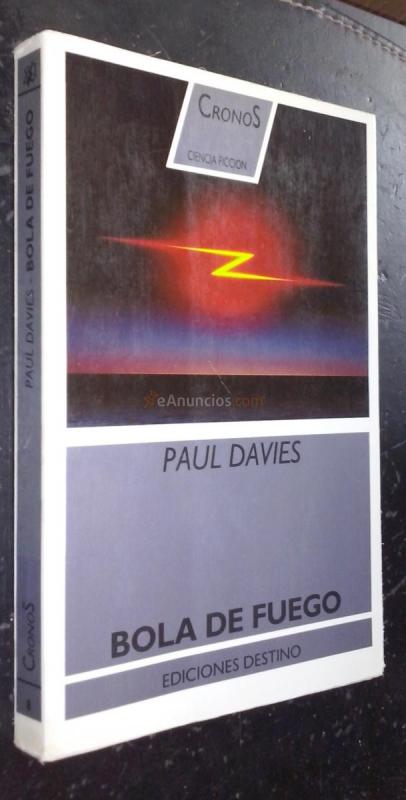 CRONOS
CIENCIA FICCION
eAnuncios.com
PAUL DAVIES
BOLA DE FUEGO
EDICIONES DESTINO
PAUL DAVIES - BOLA DE FUEGO
CRONOS